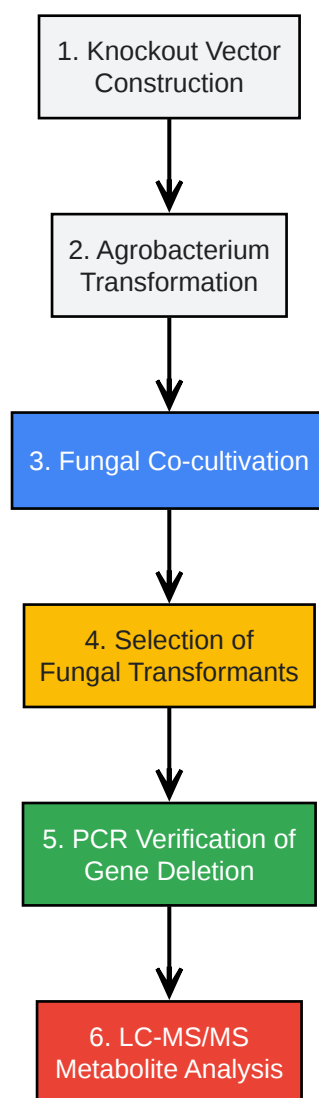 1. Knockout Vector
Construction
2. Agrobacterium
Transformation
3. Fungal Co-cultivation
4. Selection of
Fungal Transformants
5. PCR Verification of
Gene Deletion
6. LC-MS/MS
Metabolite Analysis